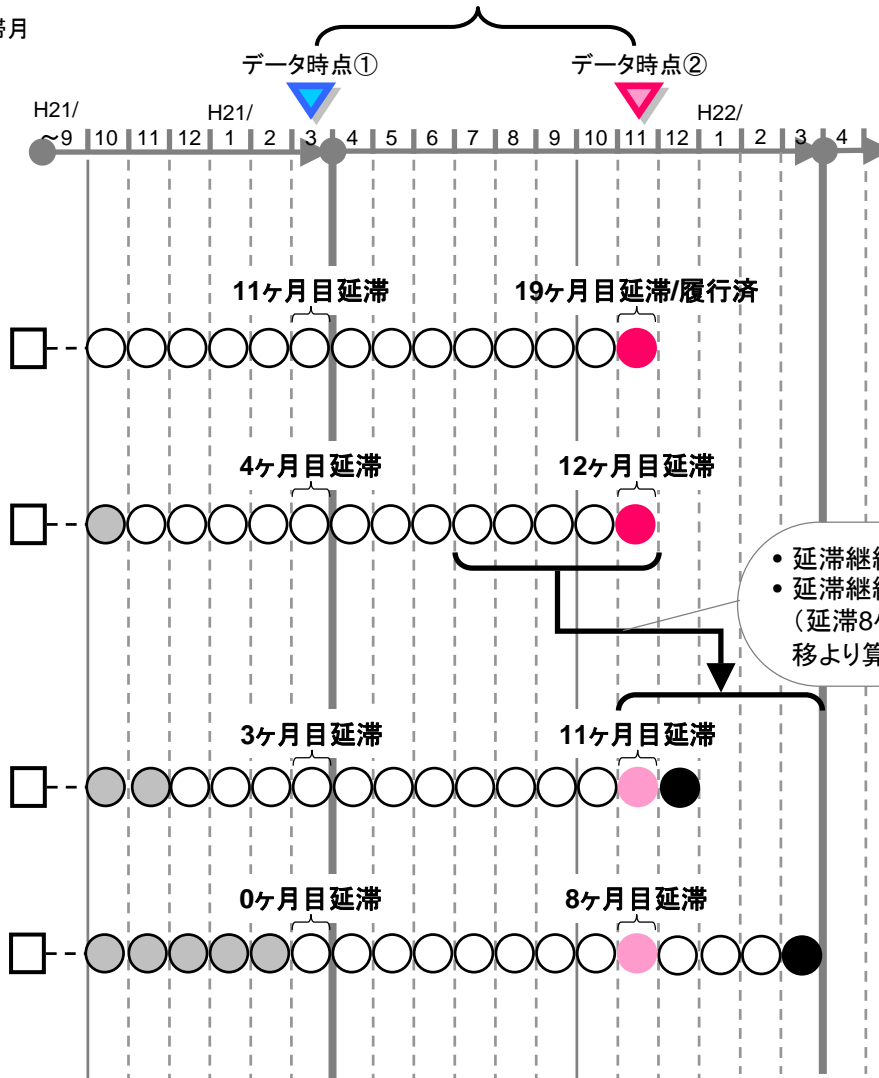 帯月
データ時点①
データ時点②
H21/
～9 10 11 12
H21/
1 2 3 4 5 6 7 8 9 10 11 12
H22/
1 2 3 4
11ヶ月目延滞
19ヶ月目延滞/履行済
4ヶ月目延滞
12ヶ月目延滞
• 延滞継
• 延滞継
（延滞8
移より算
3ヶ月目延滞
11ヶ月目延滞
0ヶ月目延滞
8ヶ月目延滞